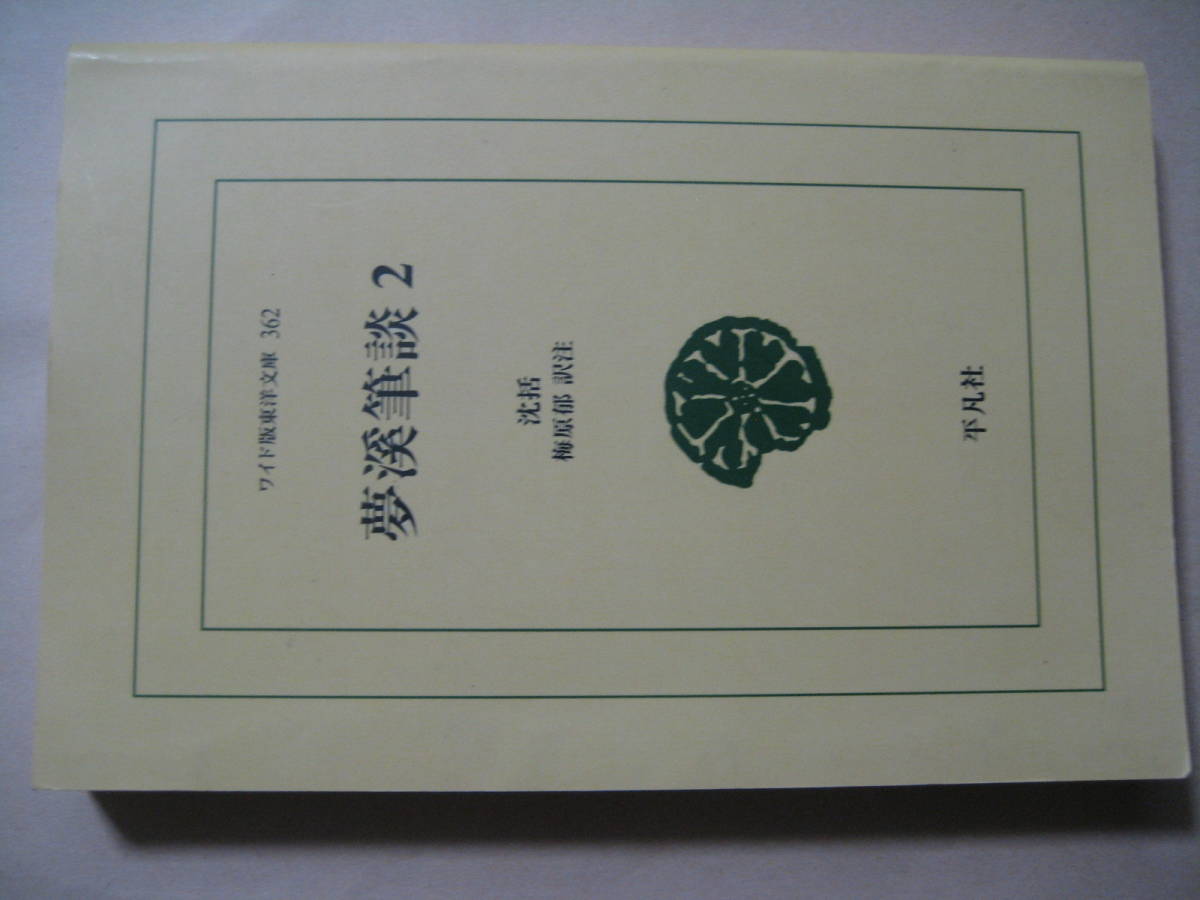 ワイド版東洋文庫 362
夢溪筆談 2
沈括
梅原郁 訳注
平凡社